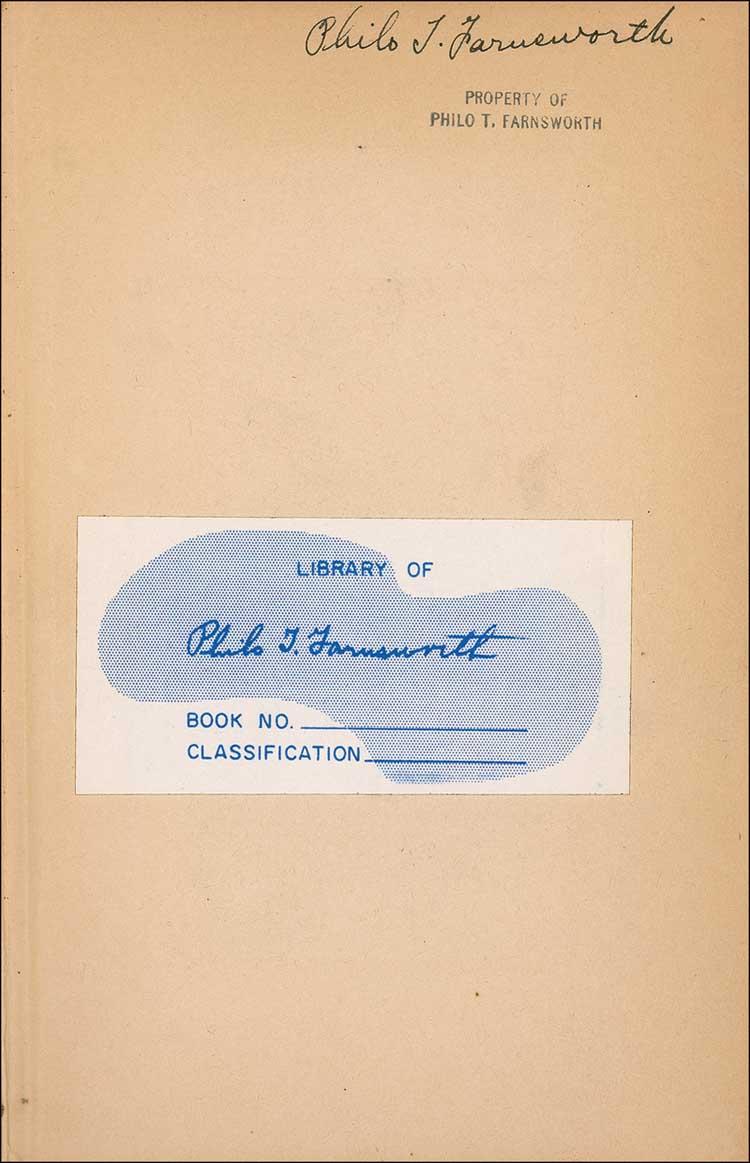 Philo T. Farnsworth
PROPERTY OF
PHILO T. FARNSWORTH
LIBRARY OF
Philo T. Farnsworth
BOOK NO.
CLASSIFICATION